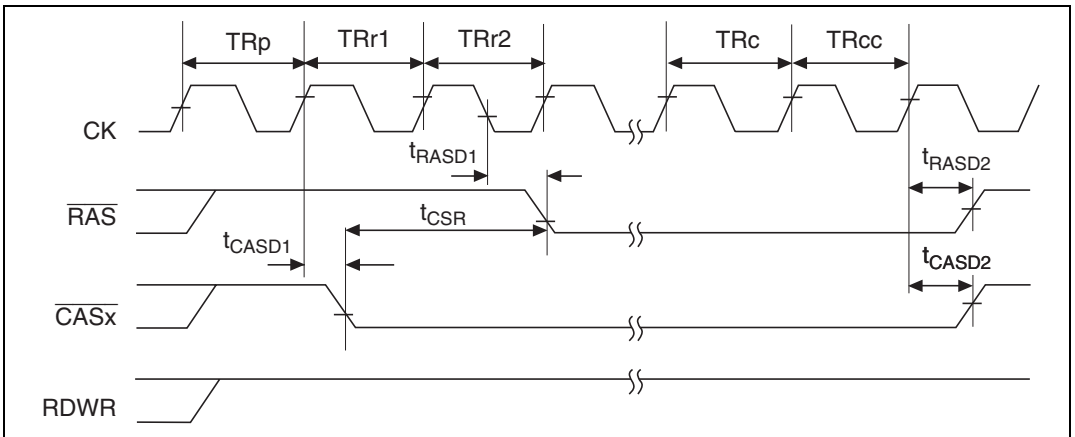 TRp TRr1 TRr2 TRc TRcc
CK
tRASD1 tRASD2
RAS
tCSR
tCASD1 tCASD2
CASx
RDWR